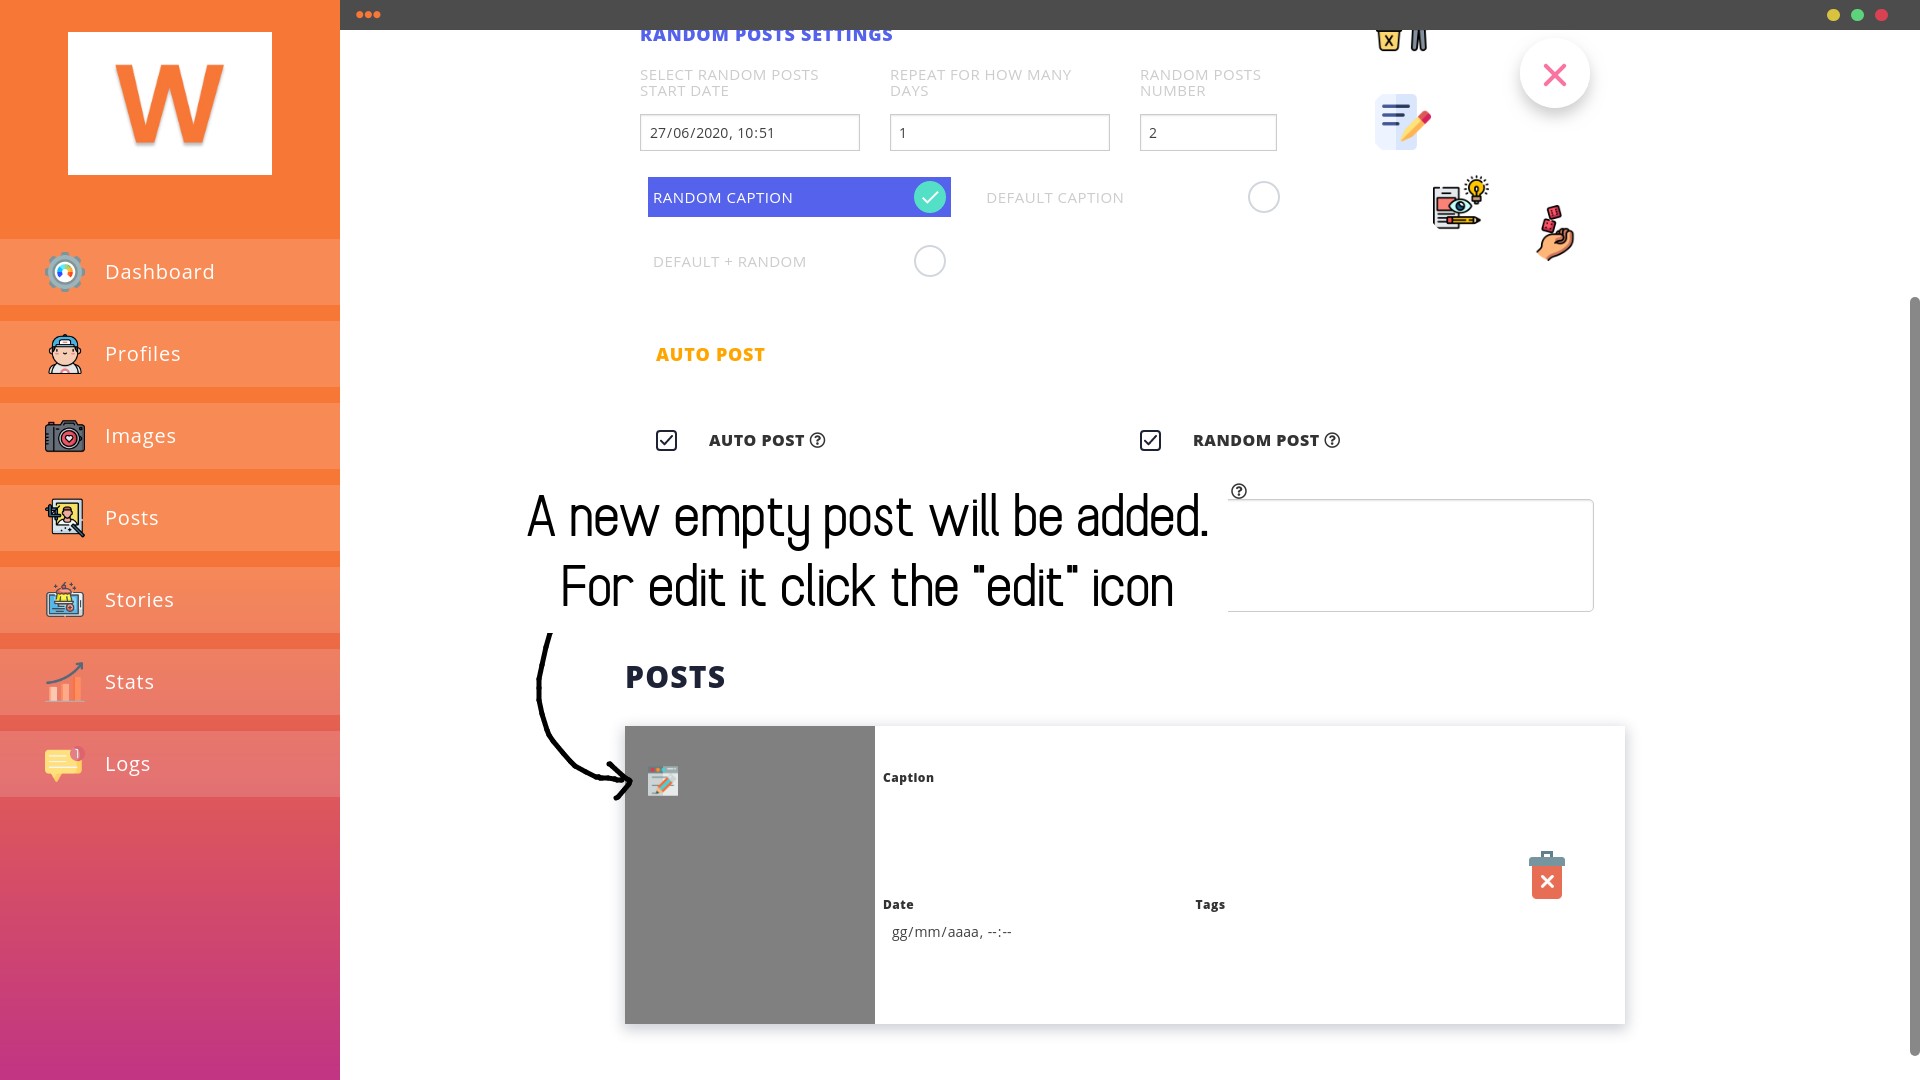 W
Dashboard
Profiles
Images
Posts
Stories
Stats
Logs
1
RANDOM POSTS SETTINGS
X
SELECT RANDOM POSTS
START DATE
REPEAT FOR HOW MANY
DAYS
RANDOM POSTS
NUMBER
27/06/2020, 10:51
1
2
RANDOM CAPTION
DEFAULT CAPTION
DEFAULT + RANDOM
AUTO POST
AUTO POST ?
RANDOM POST ?
?
A new empty post will be added.
For edit it click the "edit" icon
POSTS
Caption
Date
Tags
gg/mm/aaaa, --:--